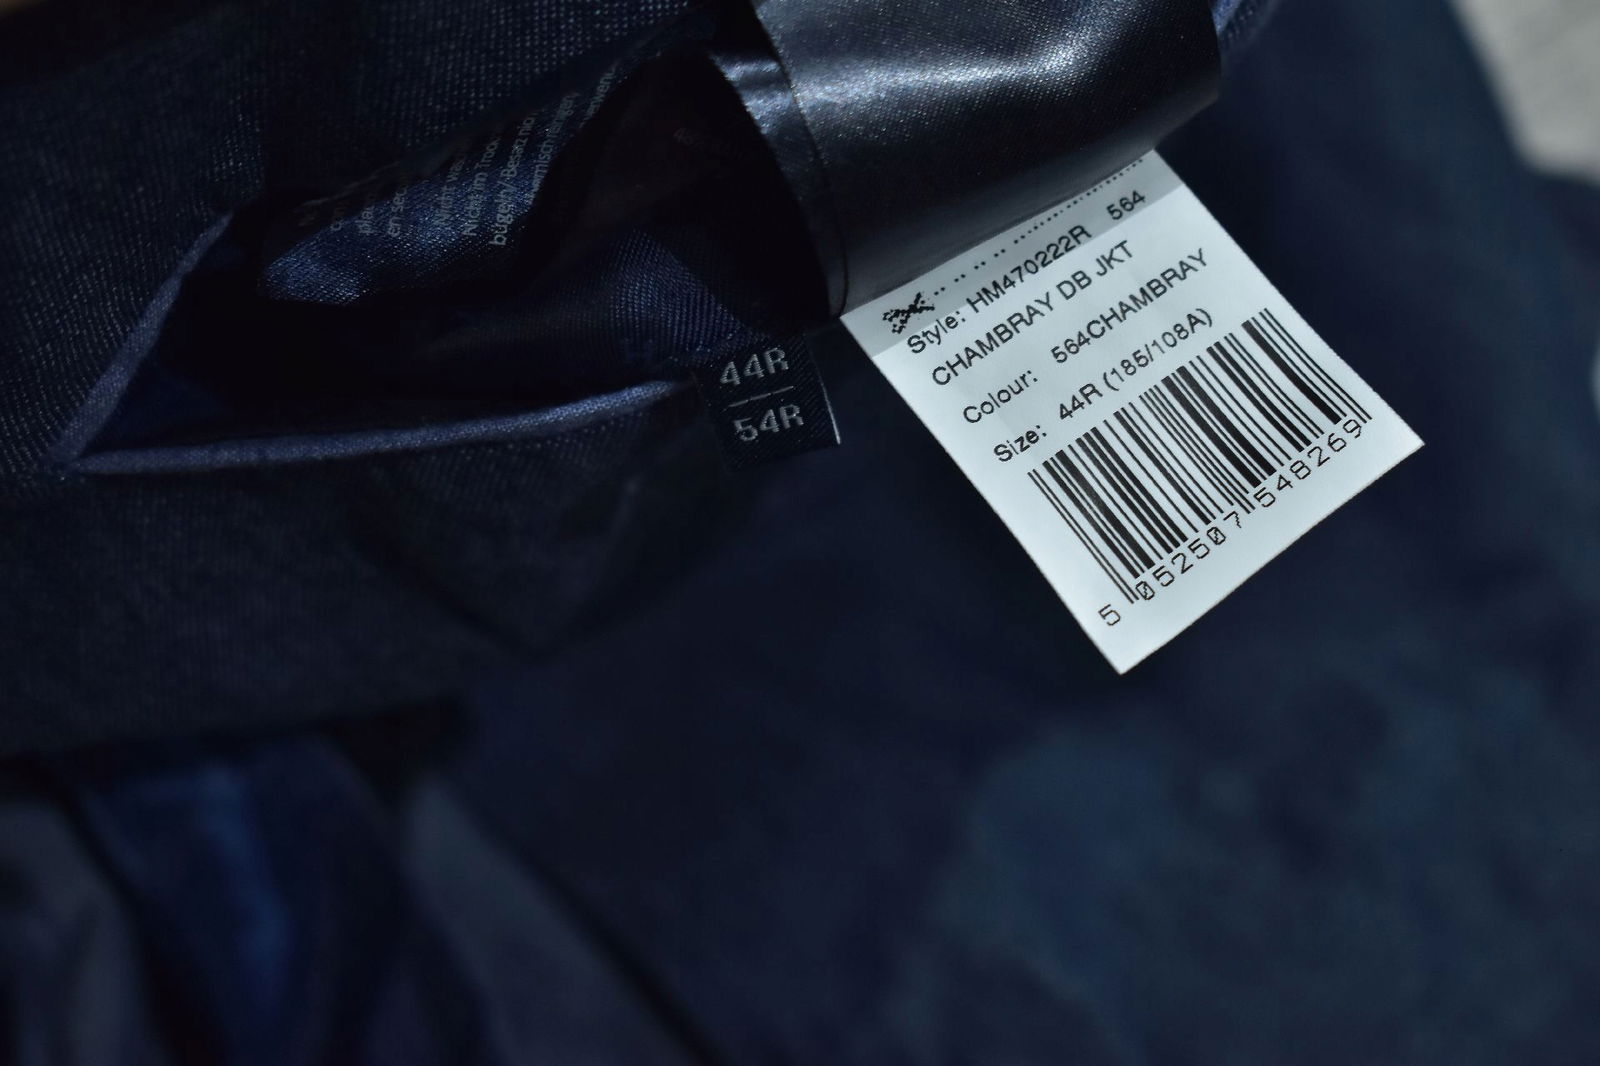 Style: HM470222R 564
CHAMBRAY DB JKT
Colour: 564CHAMBRAY
Size: 44R (185/108A)
5 052507 548269
44R
54R